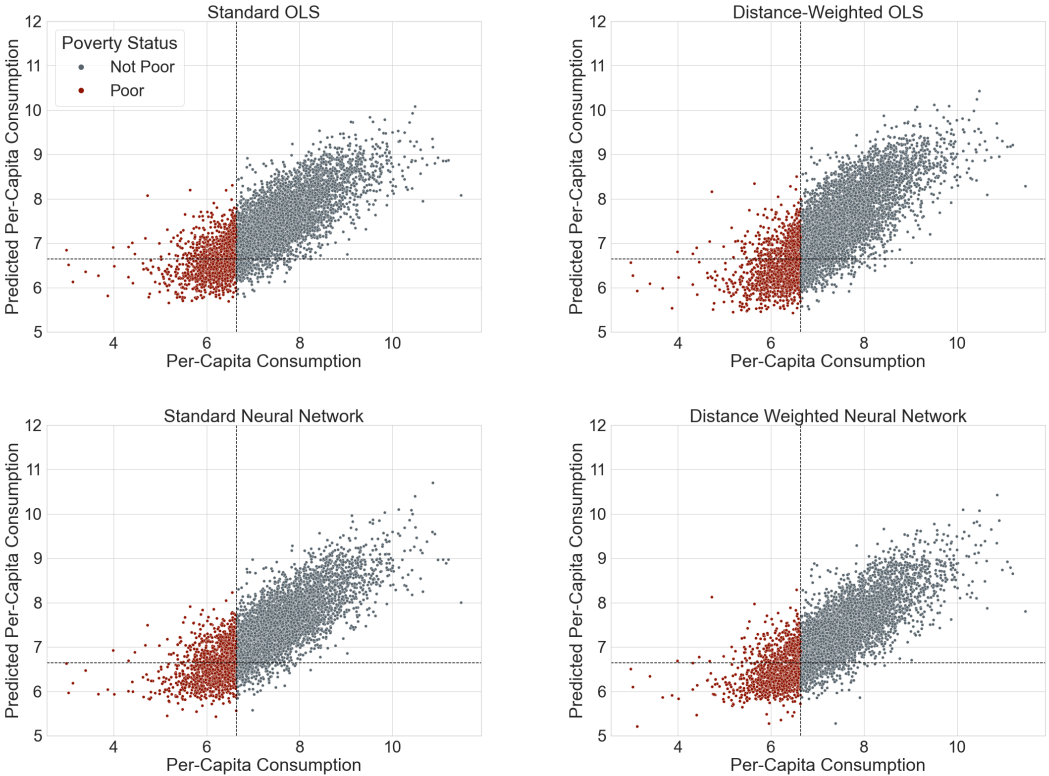 Standard OLS
Predicted Per-Capita Consumption
12
11
10
9
8
7
6
5
Poverty Status
Not Poor
Poor
4 6 8 10
Per-Capita Consumption
Distance-Weighted OLS
Predicted Per-Capita Consumption
12
11
10
9
8
7
6
5
4 6 8 10
Per-Capita Consumption
Standard Neural Network
Predicted Per-Capita Consumption
12
11
10
9
8
7
6
5
4 6 8 10
Per-Capita Consumption
Distance Weighted Neural Network
Predicted Per-Capita Consumption
12
11
10
9
8
7
6
5
4 6 8 10
Per-Capita Consumption